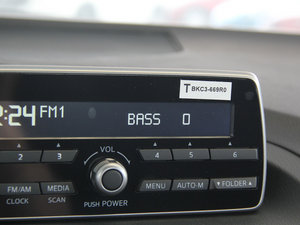 T BKC3-669R0
:24 FM1 BASS 0
VOL
2 3 4 5 6
FM/AM MEDIA MENU AUTO-M ▾FOLDER▴
CLOCK SCAN
PUSH POWER